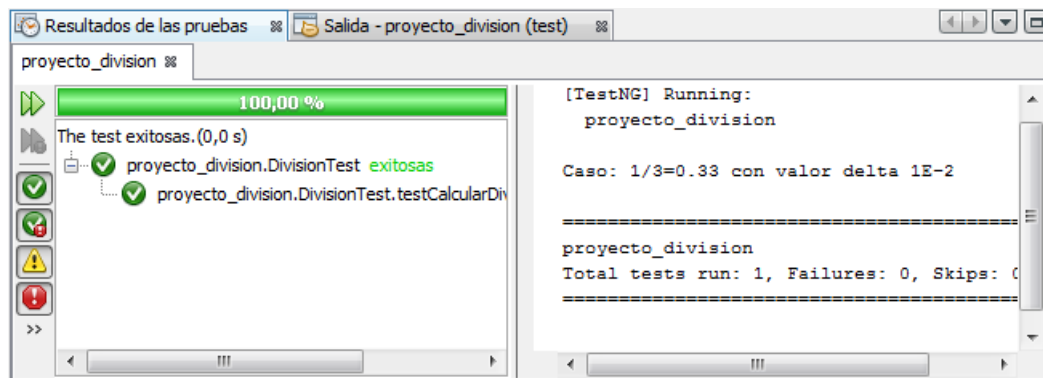 Resultados de las pruebas
Salida - proyecto_division (test)
proyecto_division
100,00 %
The test exitosas.(0,0 s)
proyecto_division.DivisionTest exitosas
proyecto_division.DivisionTest.testCalcularDiv
>>
[TestNG] Running:
proyecto_division
Caso: 1/3=0.33 con valor delta 1E-2
===============================================
proyecto_division
Total tests run: 1, Failures: 0, Skips: 0
===============================================